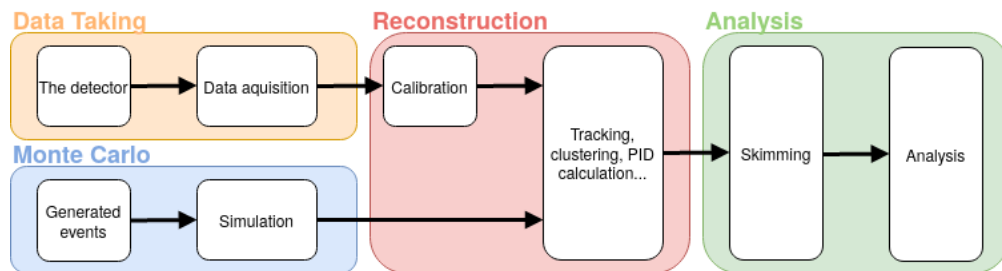 Data Taking
Reconstruction
Analysis
The detector
Data aquisition
Calibration
Tracking,
clustering, PID
calculation...
Skimming
Analysis
Monte Carlo
Generated
events
Simulation